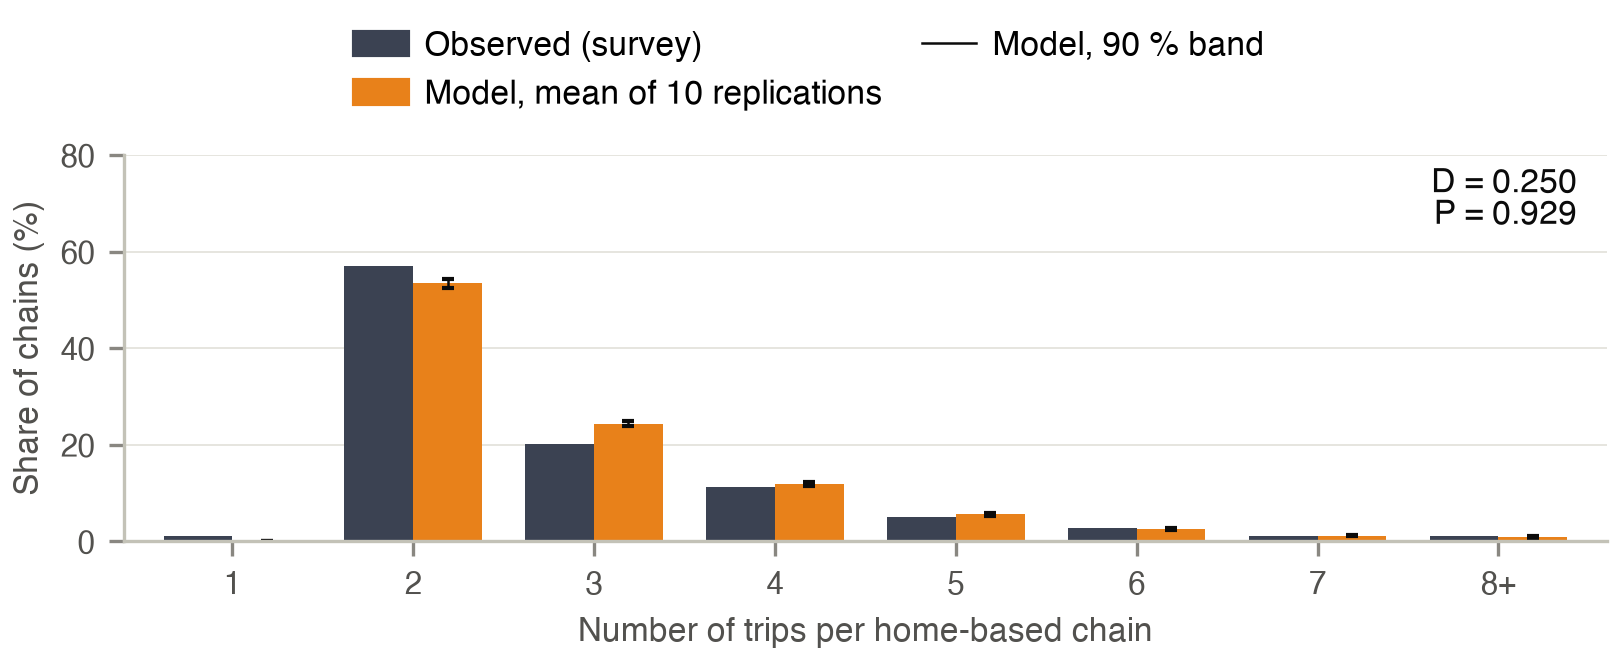 Observed (survey)
Model, mean of 10 replications
Model, 90 % band
D = 0.250
P = 0.929
Share of chains (%)
80
60
40
20
0
1 2 3 4 5 6 7 8+
Number of trips per home-based chain